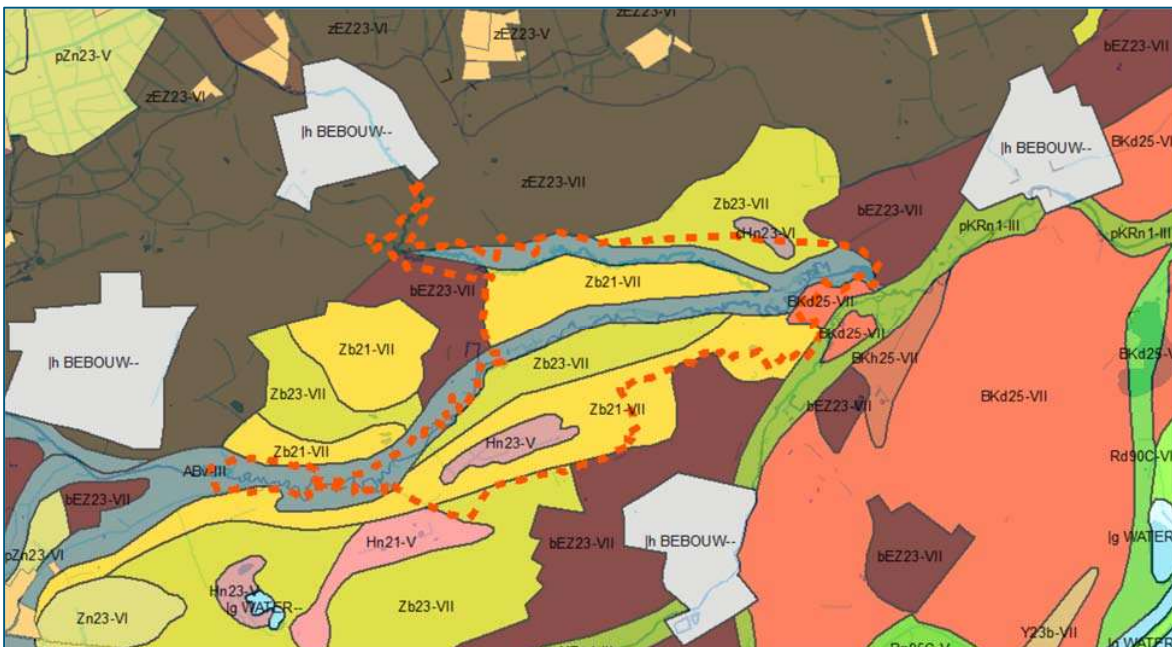 zEZ23-VI
zEZ23-V
zEZ23-VI
bEZ23-VII
pZn23-V
zEZ23-VI
|h BEBOUW--
|h BEBOUW--
BKd25-VI
zEZ23-VII
Zb23-VII
bEZ23-VII
cHn23-VI
pKRn1-III
pKRn1-III
bEZ23-VII
Zb21-VII
BKd25-VII
BKd25-VII
|h BEBOUW--
Zb21-VII
Zb23-VII
Zb23-VII
BKh25-VII
BKd25-V
BKd25-VII
Zb21-VII
bEZ23-VII
Hn23-V
Zb21-VII
ABv-III
Rd90C-VI
bEZ23-VII
|g WATER
Hn21-V
bEZ23-VII
|h BEBOUW--
bEZ23-VII
pZn23-VI
Hn23-V
|g WATER--
Zb23-VII
Zn23-VI
Y23b-VII
|g WATER